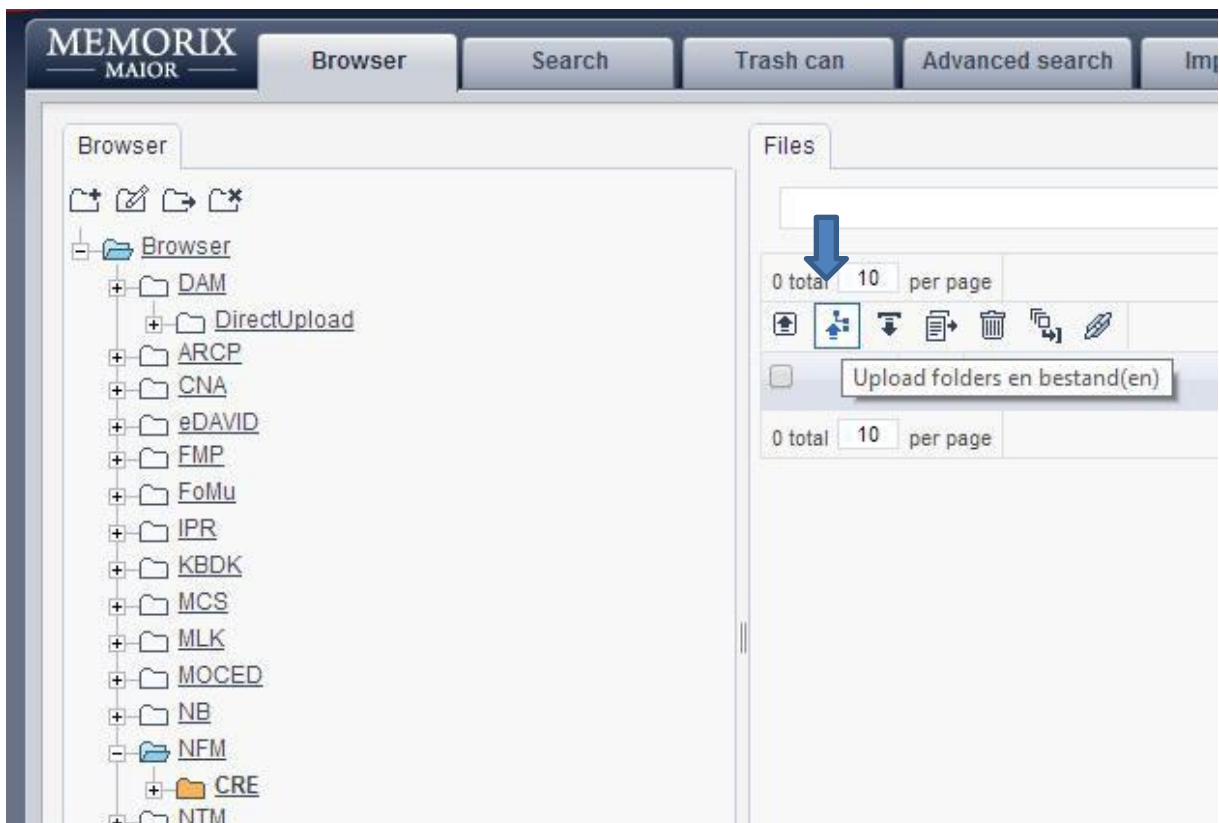 MEMORIX
MAIOR
Browser
Search
Trash can
Advanced search
Imp
Browser
Files
Browser
DAM
DirectUpload
ARCP
CNA
eDAVID
FMP
FoMu
IPR
KBDK
MCS
MLK
MOCED
NB
NFM
CRE
NTM
0 total 10 per page
Upload folders en bestand(en)
0 total 10 per page